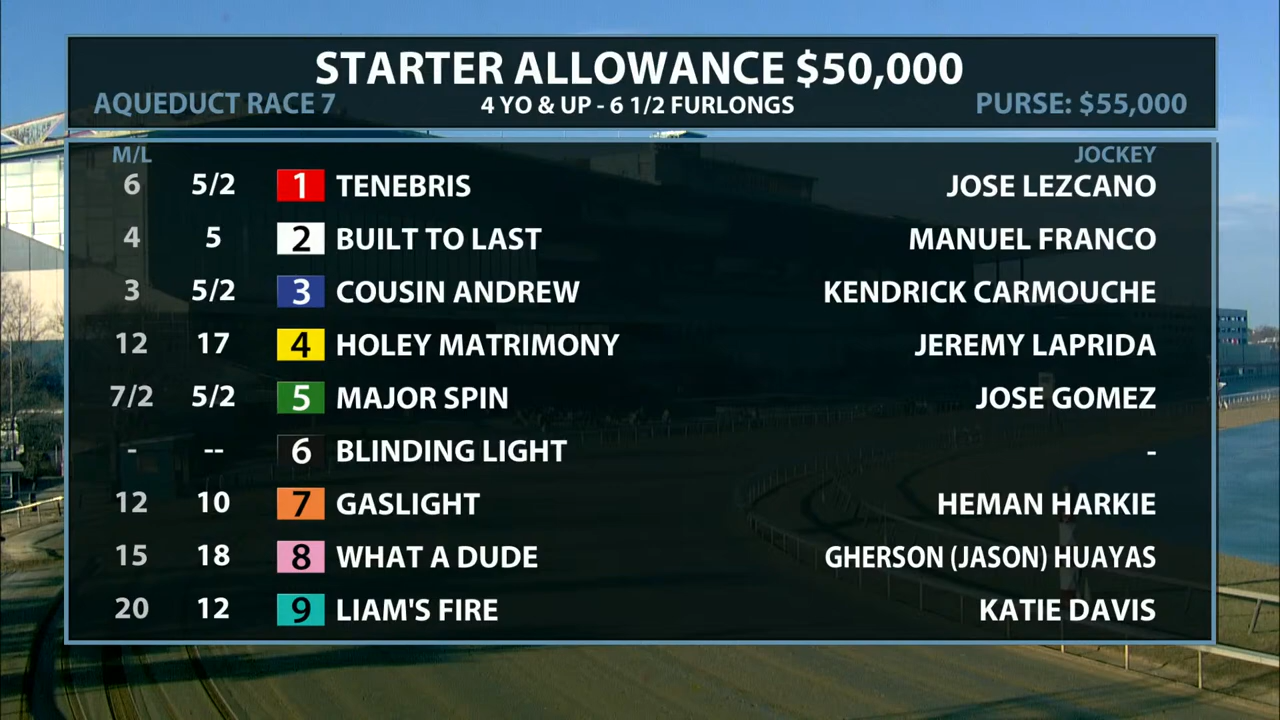 STARTER ALLOWANCE $50,000
AQUEDUCT RACE 7 4 YO & UP - 6 1/2 FURLONGS PURSE: $55,000
M/L JOCKEY
6 5/2 1 TENEBRIS JOSE LEZCANO
4 5 2 BUILT TO LAST MANUEL FRANCO
3 5/2 3 COUSIN ANDREW KENDRICK CARMOUCHE
12 17 4 HOLEY MATRIMONY JEREMY LAPRIDA
7/2 5/2 5 MAJOR SPIN JOSE GOMEZ
- -- 6 BLINDING LIGHT -
12 10 7 GASLIGHT HEMAN HARKIE
15 18 8 WHAT A DUDE GHERSON (JASON) HUAYAS
20 12 9 LIAM'S FIRE KATIE DAVIS